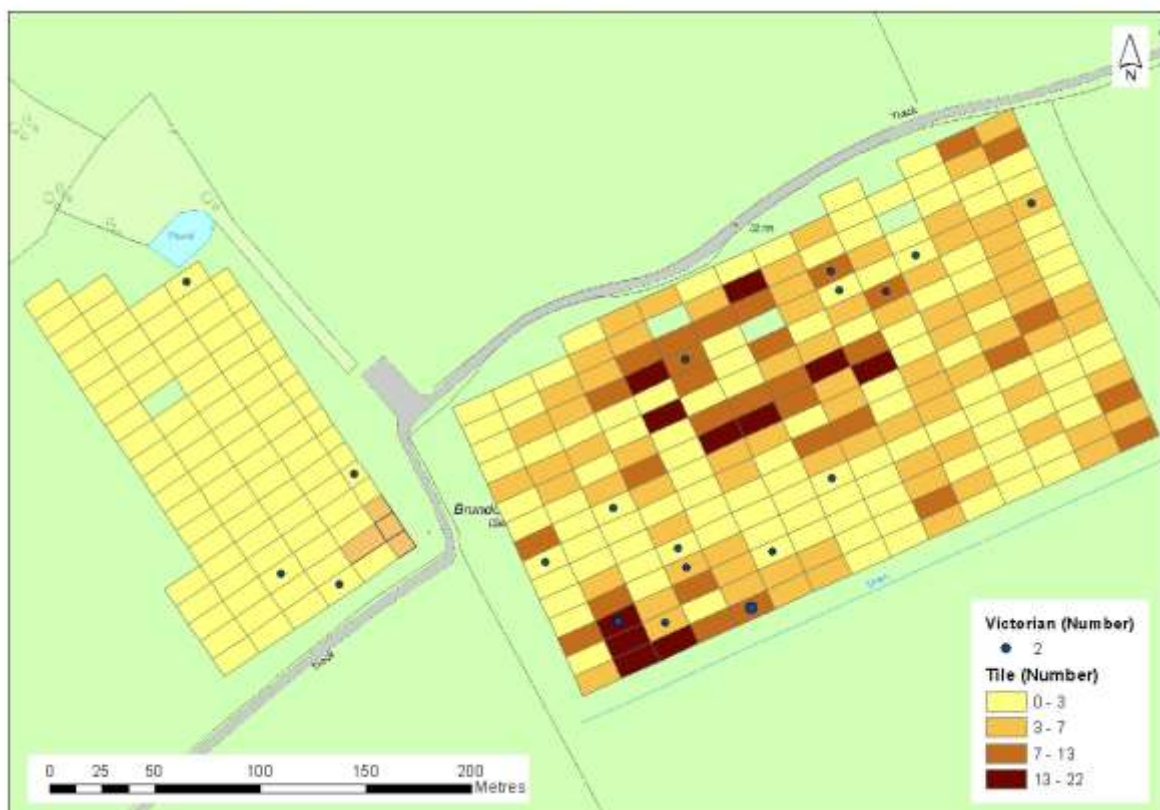 N
Track
Pond
Track
Victorian (Number)
2
Tile (Number)
0 - 3
3 - 7
7 - 13
13 - 22
0 25 50 100 150 200
Metres